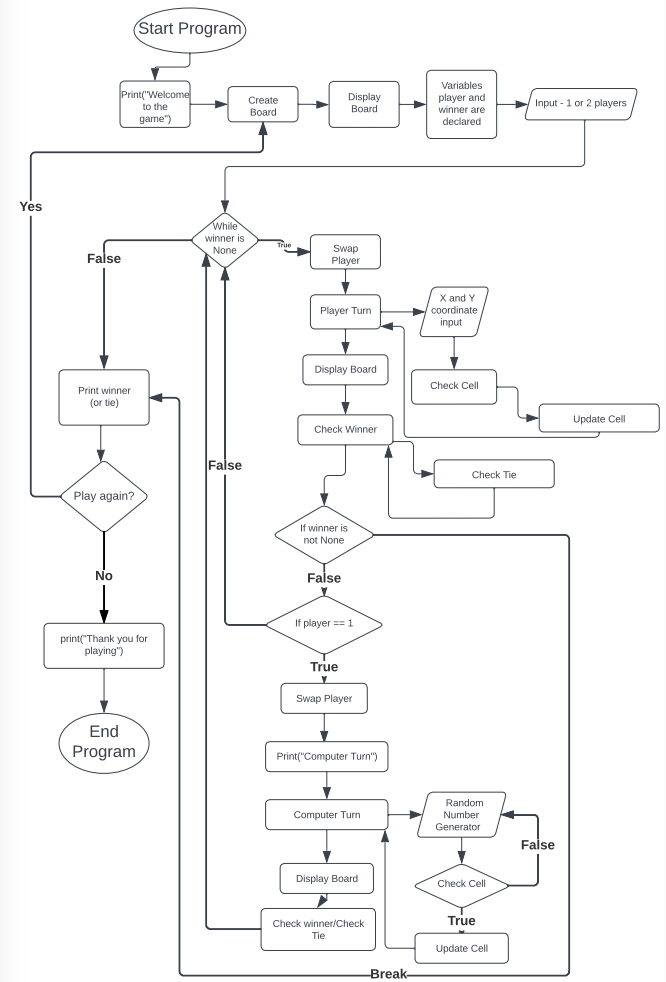 Start Program
Print("Welcome
to the
game")
Create
Board
Display
Board
Variables
player and
winner are
declared
Input - 1 or 2 players
Yes
While
winner is
None
True
False
Swap
Player
Player Turn
X and Y
coordinate
input
Display Board
Check Cell
Update Cell
Print winner
(or tie)
Check Winner
Check Tie
False
Play again?
If winner is
not None
No
False
If player == 1
print("Thank you for
playing")
True
Swap Player
End
Program
Print("Computer Turn")
Computer Turn
Random
Number
Generator
False
Display Board
Check Cell
True
Check winner/Check
Tie
Update Cell
Break